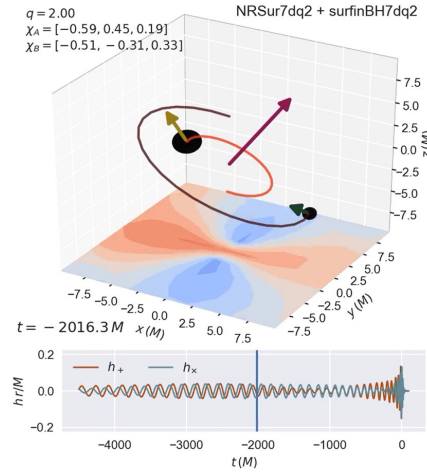 q = 2.00
NRSur7dq2 + surfinBH7dq2
χ_A = [−0.59, 0.45, 0.19]
χ_B = [−0.51, −0.31, 0.33]
7.5
5.0
2.5
0.0
−2.5
−5.0
−7.5
z(M)
−7.5
−5.0
−2.5
0.0
2.5
5.0
7.5
x(M)
−7.5
−5.0
−2.5
0.0
2.5
5.0
7.5
y(M)
t = −2016.3 M
0.2
0.0
−0.2
h r/M
h_+
h_×
−4000 −3000 −2000 −1000 0
t(M)